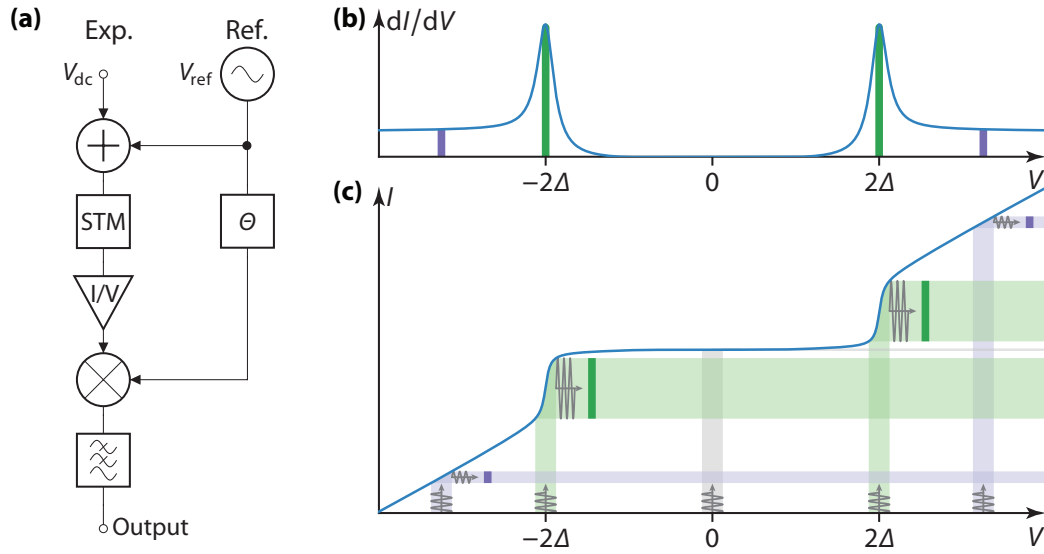 (a)
Exp.
Ref.
V_dc
V_ref
STM
Θ
I/V
Output
(b)
dI/dV
−2Δ
0
2Δ
V
(c)
I
−2Δ
0
2Δ
V